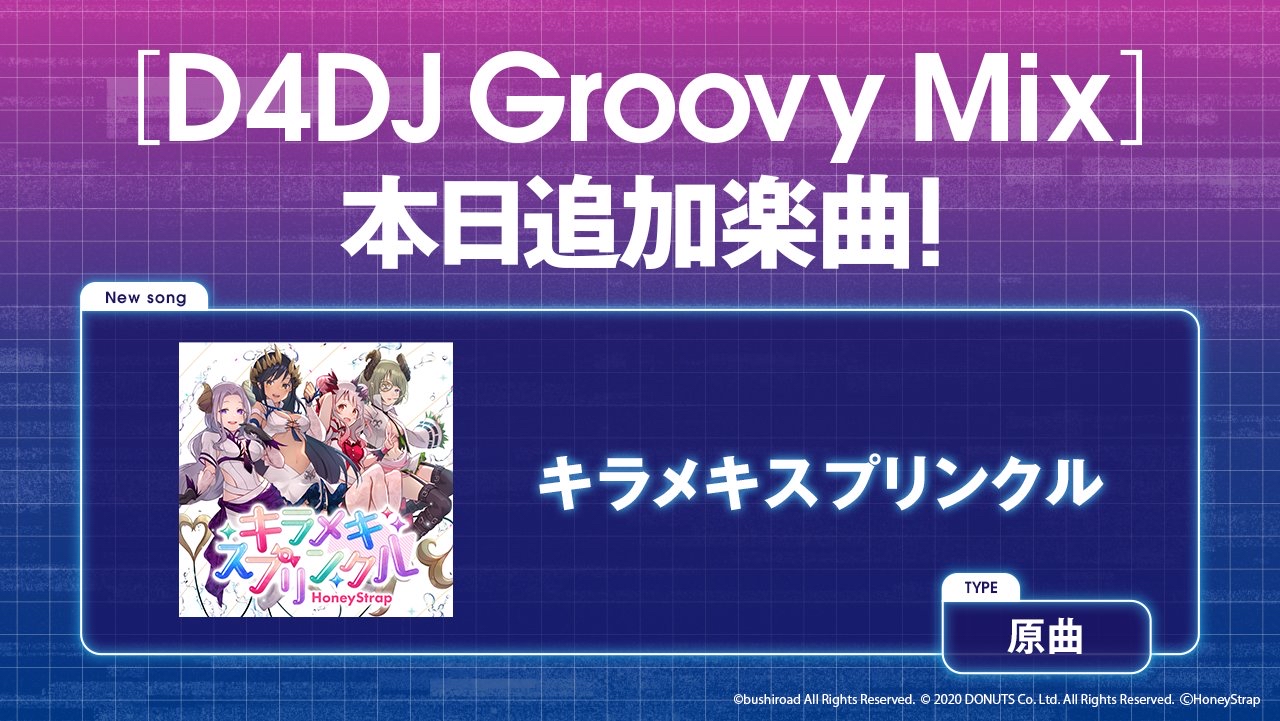 [D4DJ Groovy Mix]
本日追加楽曲!
New song
キラメキ
スプリンクル
HoneyStrap
キラメキスプリンクル
TYPE
原曲
©bushiroad All Rights Reserved. © 2020 DONUTS Co. Ltd. All Rights Reserved. ⒸHoneyStrap